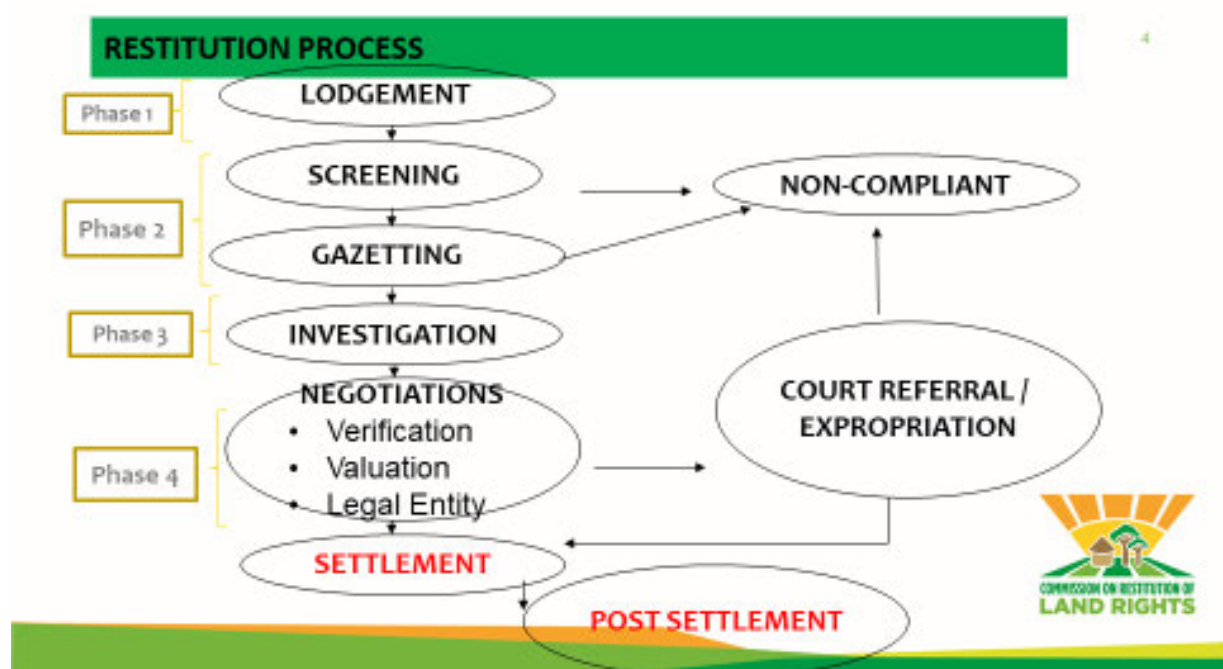 RESTITUTION PROCESS
4
Phase 1
LODGEMENT
SCREENING
NON-COMPLIANT
Phase 2
GAZETTING
Phase 3
INVESTIGATION
NEGOTIATIONS
• Verification
• Valuation
• Legal Entity
Phase 4
COURT REFERRAL /
EXPROPRIATION
SETTLEMENT
POST SETTLEMENT
COMMISSION ON RESTITUTION OF
LAND RIGHTS